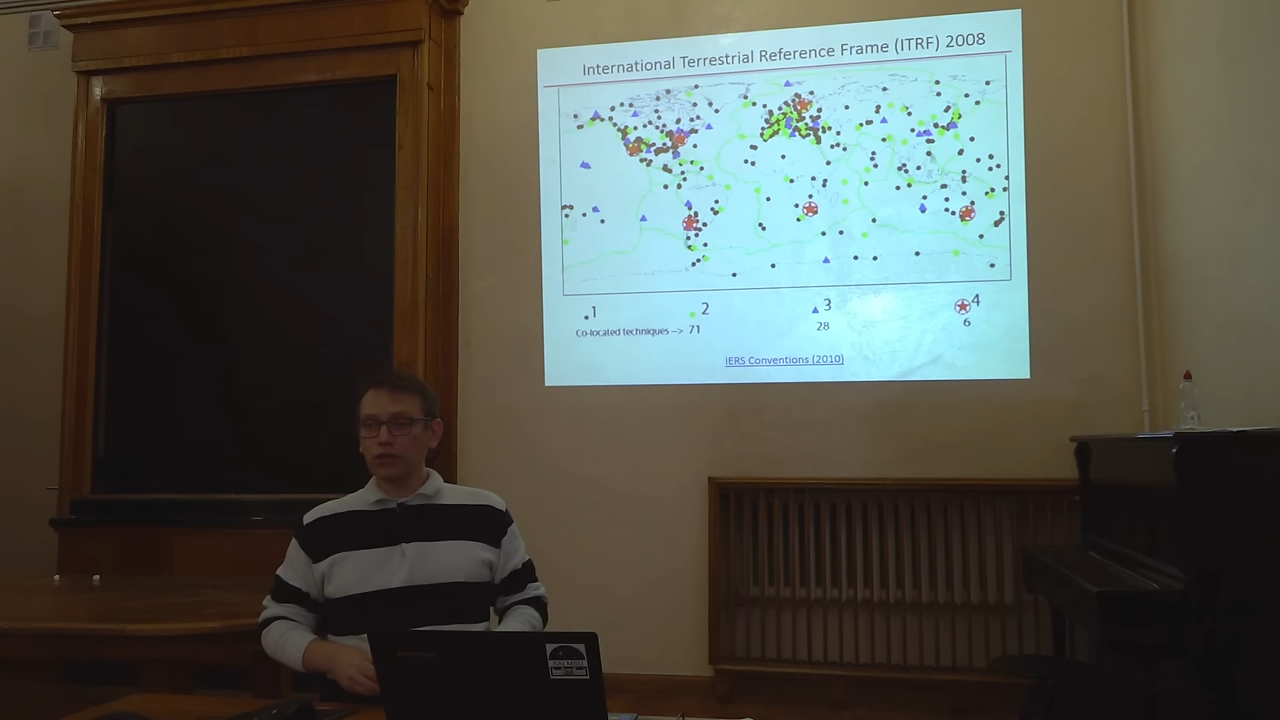 International Terrestrial Reference Frame (ITRF) 2008
1 2 3 4
Co-located techniques --> 71 28 6
IERS Conventions (2010)